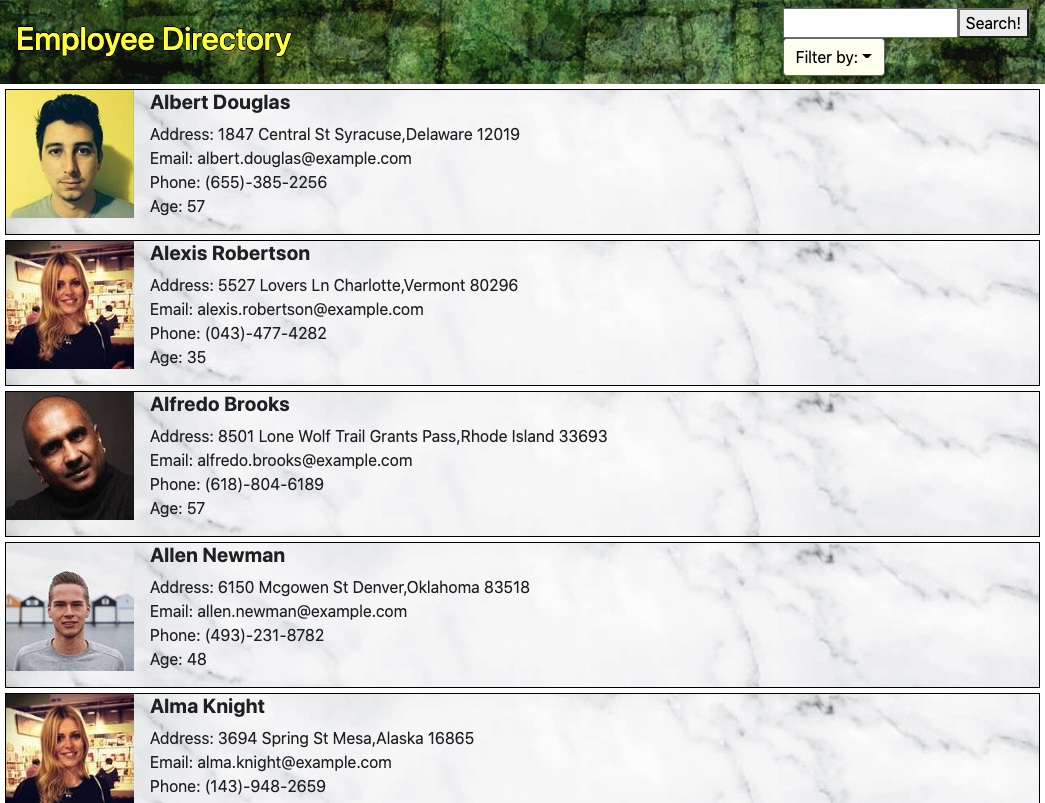 Employee Directory
Search!
Filter by:
Albert Douglas
Address: 1847 Central St Syracuse,Delaware 12019
Email: albert.douglas@example.com
Phone: (655)-385-2256
Age: 57
Alexis Robertson
Address: 5527 Lovers Ln Charlotte,Vermont 80296
Email: alexis.robertson@example.com
Phone: (043)-477-4282
Age: 35
Alfredo Brooks
Address: 8501 Lone Wolf Trail Grants Pass,Rhode Island 33693
Email: alfredo.brooks@example.com
Phone: (618)-804-6189
Age: 57
Allen Newman
Address: 6150 Mcgowen St Denver,Oklahoma 83518
Email: allen.newman@example.com
Phone: (493)-231-8782
Age: 48
Alma Knight
Address: 3694 Spring St Mesa,Alaska 16865
Email: alma.knight@example.com
Phone: (143)-948-2659